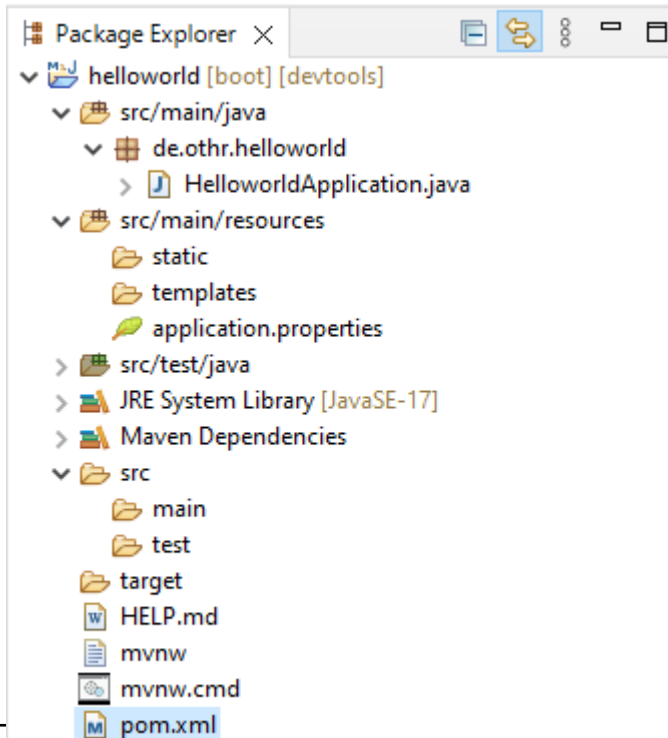 Package Explorer
helloworld [boot] [devtools]
src/main/java
de.othr.helloworld
HelloworldApplication.java
src/main/resources
static
templates
application.properties
src/test/java
JRE System Library [JavaSE-17]
Maven Dependencies
src
main
test
target
HELP.md
mvnw
mvnw.cmd
pom.xml